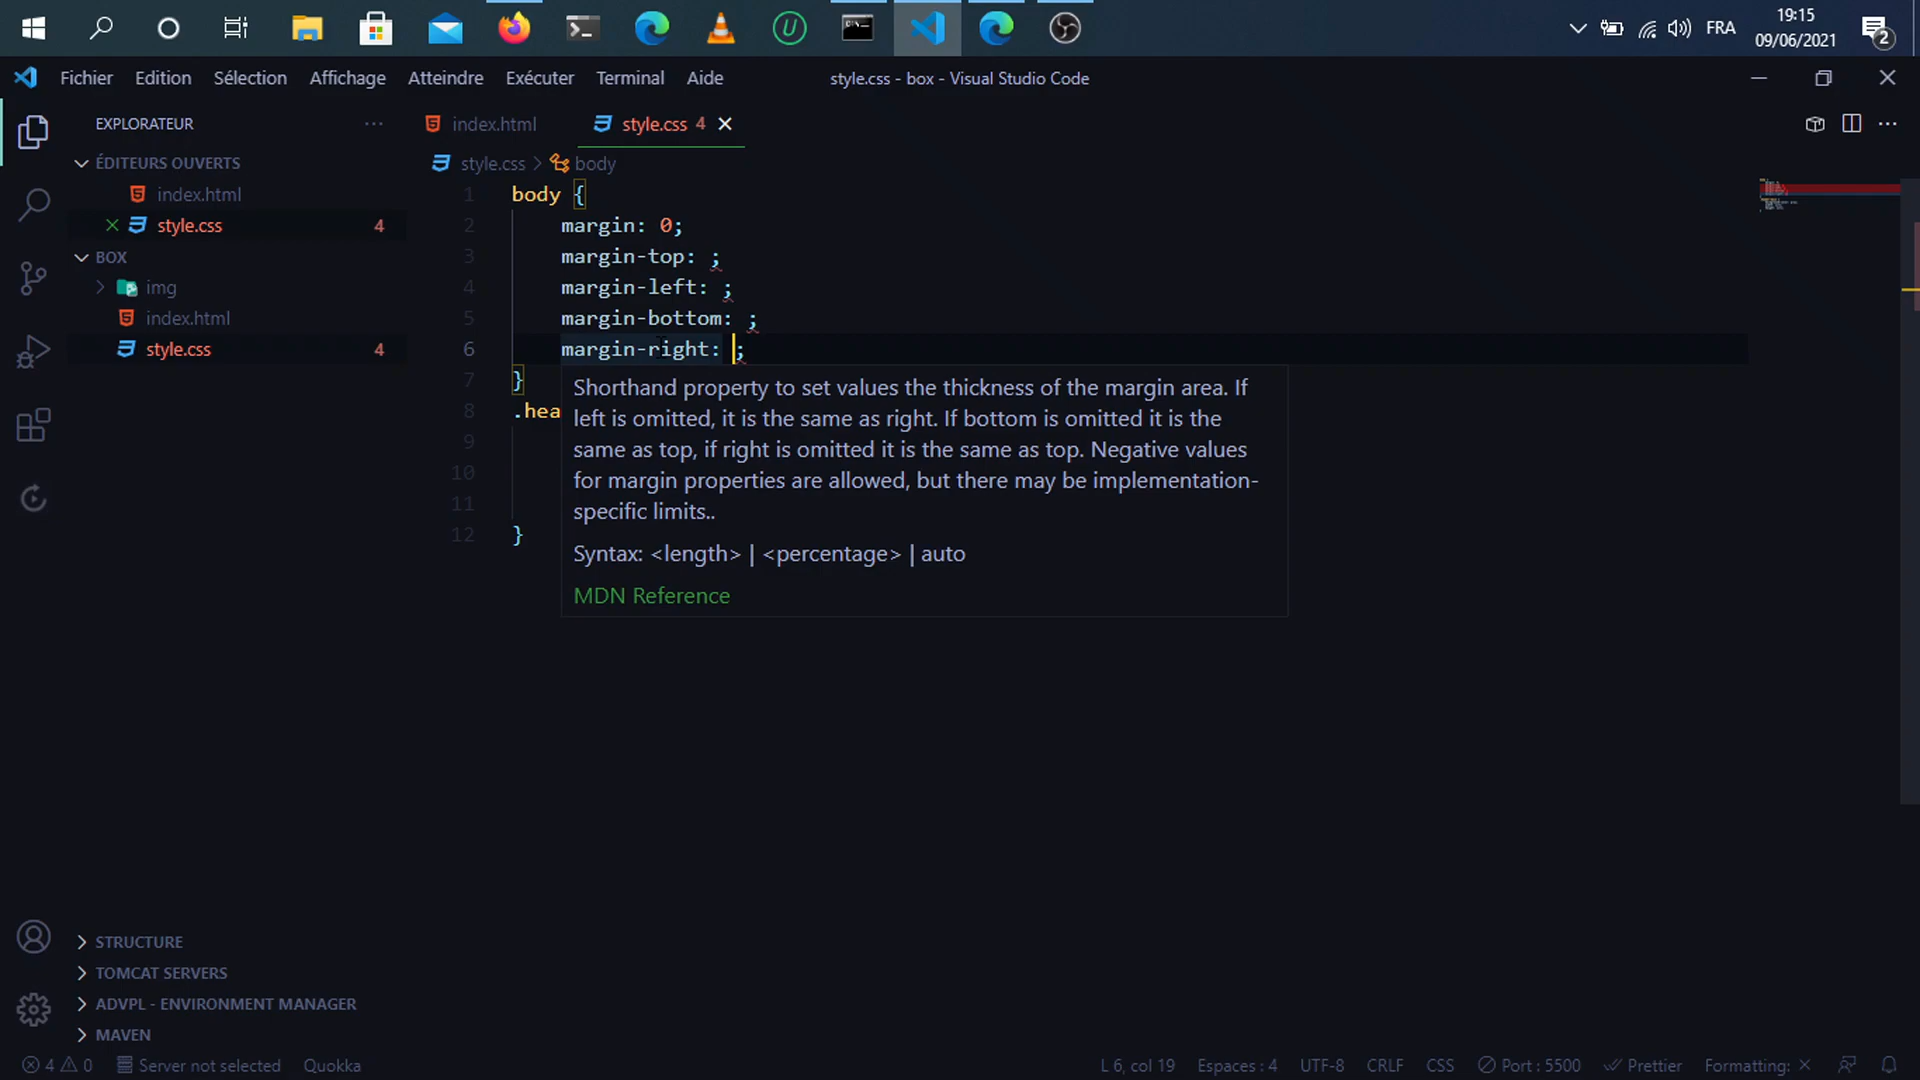 FRA
19:15
09/06/2021
2
Fichier Edition Sélection Affichage Atteindre Exécuter Terminal Aide
style.css - box - Visual Studio Code
EXPLORATEUR
ÉDITEURS OUVERTS
index.html
style.css 4
BOX
img
index.html
style.css 4
STRUCTURE
TOMCAT SERVERS
ADVPL - ENVIRONMENT MANAGER
MAVEN
index.html style.css 4
style.css > body
1 body {
2 margin: 0;
3 margin-top: ;
4 margin-left: ;
5 margin-bottom: ;
6 margin-right: ;
7 }
8 .hea
9
10
11
12 }
Shorthand property to set values the thickness of the margin area. If
left is omitted, it is the same as right. If bottom is omitted it is the
same as top, if right is omitted it is the same as top. Negative values
for margin properties are allowed, but there may be implementation-
specific limits..
Syntax: <length> | <percentage> | auto
MDN Reference
4 0 Server not selected Quokka L 6, col 19 Espaces : 4 UTF-8 CRLF CSS Port : 5500 Prettier Formatting: ×